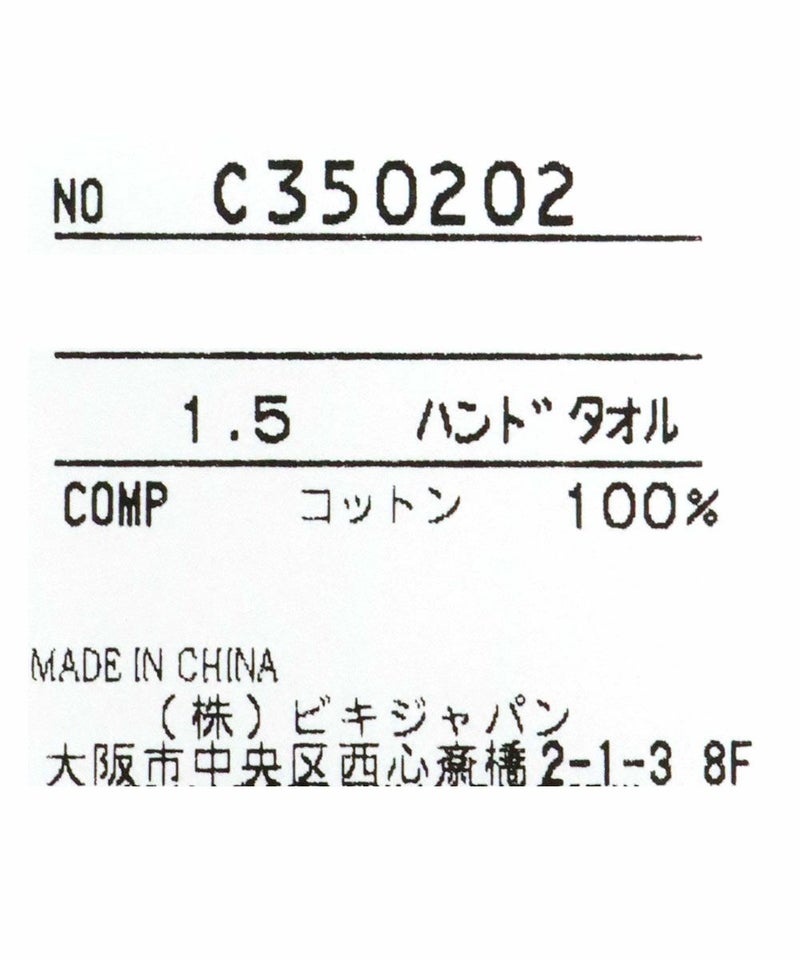 NO C350202
1.5 ハンドタオル
COMP コットン 100%
MADE IN CHINA
(株)ビキジャパン
大阪市中央区西心斎橋2-1-3 8F